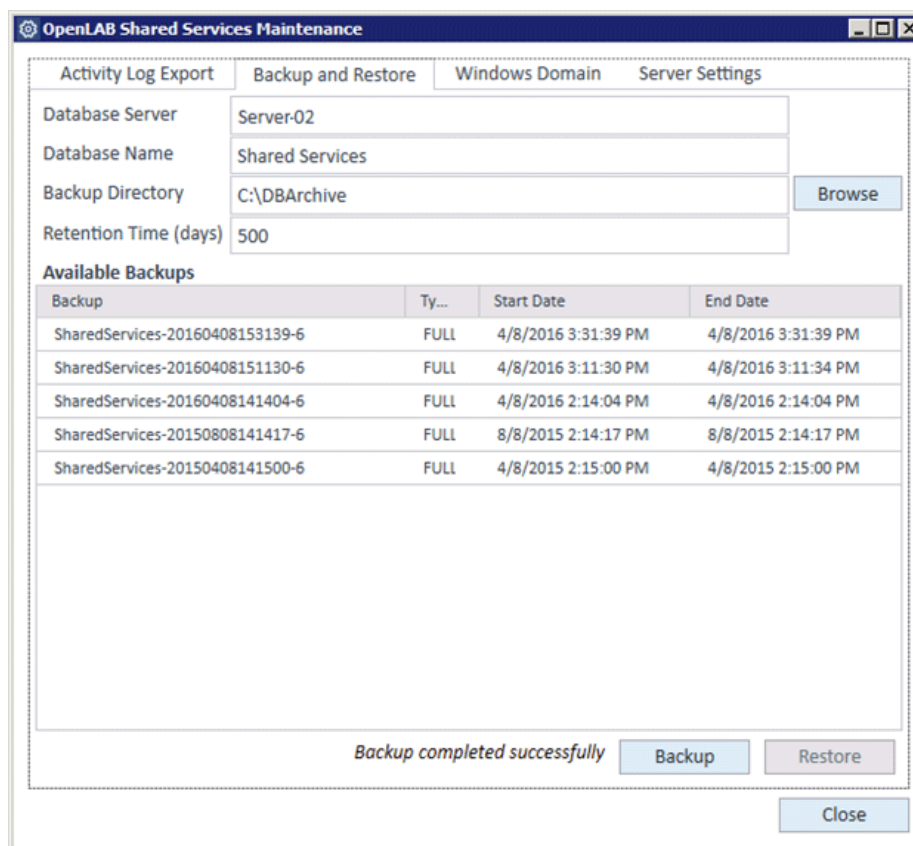 OpenLAB Shared Services Maintenance
Activity Log Export Backup and Restore Windows Domain Server Settings
Database Server Server-02
Database Name Shared Services
Backup Directory C:\DBArchive Browse
Retention Time (days) 500
Available Backups
Backup Ty... Start Date End Date
SharedServices-20160408153139-6 FULL 4/8/2016 3:31:39 PM 4/8/2016 3:31:39 PM
SharedServices-20160408151130-6 FULL 4/8/2016 3:11:30 PM 4/8/2016 3:11:34 PM
SharedServices-20160408141404-6 FULL 4/8/2016 2:14:04 PM 4/8/2016 2:14:04 PM
SharedServices-20150808141417-6 FULL 8/8/2015 2:14:17 PM 8/8/2015 2:14:17 PM
SharedServices-20150408141500-6 FULL 4/8/2015 2:15:00 PM 4/8/2015 2:15:00 PM
Backup completed successfully Backup Restore
Close